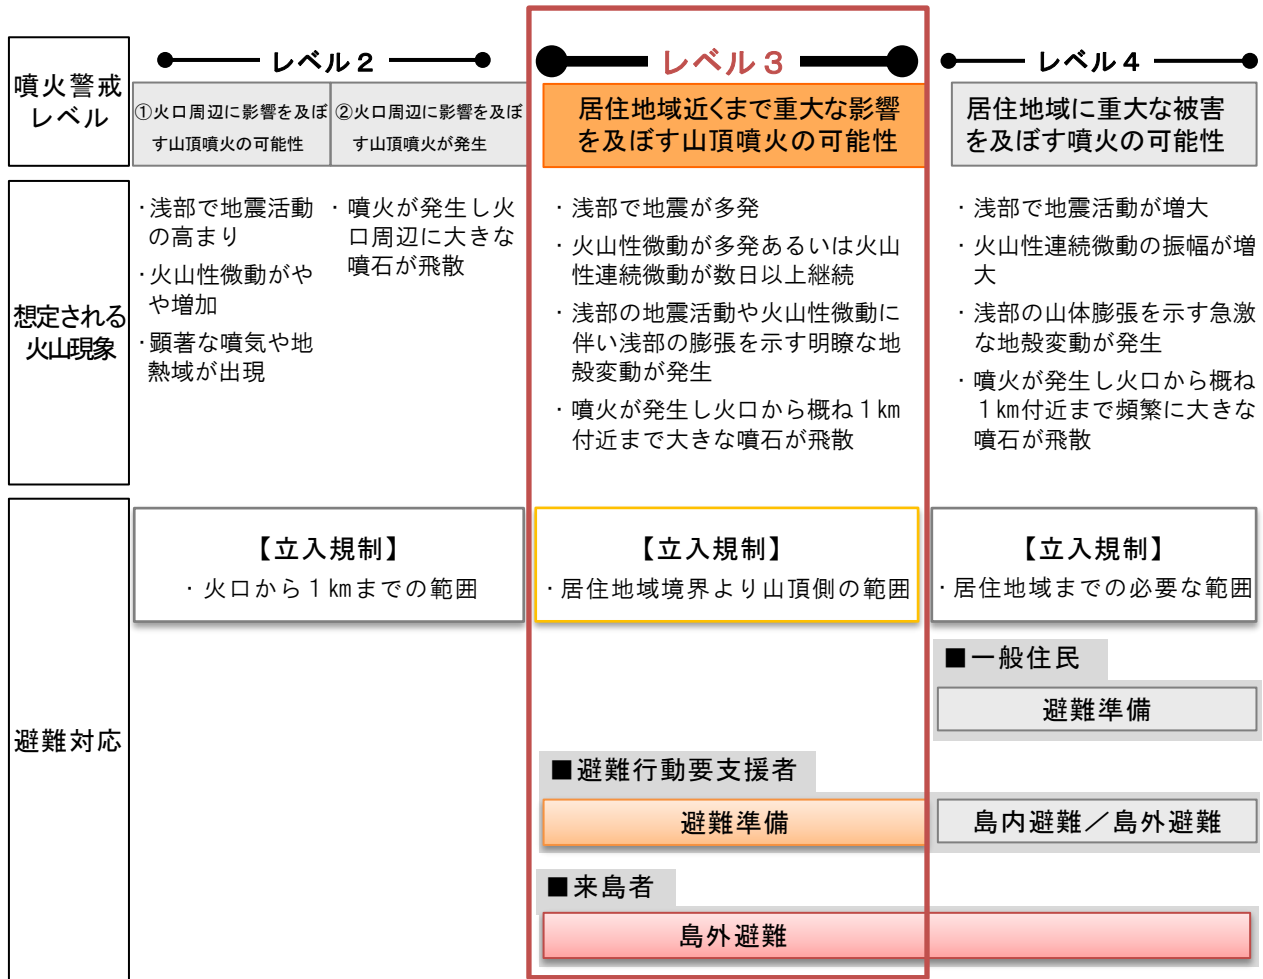 噴火警戒
レベル
レベル２
①火口周辺に影響を及ぼ
す山頂噴火の可能性
②火口周辺に影響を及ぼ
す山頂噴火が発生
レベル３
居住地域近くまで重大な影響
を及ぼす山頂噴火の可能性
レベル４
居住地域に重大な被害
を及ぼす噴火の可能性
想定される
火山現象
・浅部で地震活動
の高まり
・火山性微動がや
や増加
・顕著な噴気や地
熱域が出現
・噴火が発生し火
口周辺に大きな
噴石が飛散
・浅部で地震が多発
・火山性微動が多発あるいは火山
性連続微動が数日以上継続
・浅部の地震活動や火山性微動に
伴い浅部の膨張を示す明瞭な地
殻変動が発生
・噴火が発生し火口から概ね１㎞
付近まで大きな噴石が飛散
・浅部で地震活動が増大
・火山性連続微動の振幅が増
大
・浅部の山体膨張を示す急激
な地殻変動が発生
・噴火が発生し火口から概ね
１㎞付近まで頻繁に大きな
噴石が飛散
避難対応
【立入規制】
・火口から１㎞までの範囲
【立入規制】
・居住地域境界より山頂側の範囲
【立入規制】
・居住地域までの必要な範囲
■一般住民
避難準備
■避難行動要支援者
避難準備
島内避難／島外避難
■来島者
島外避難